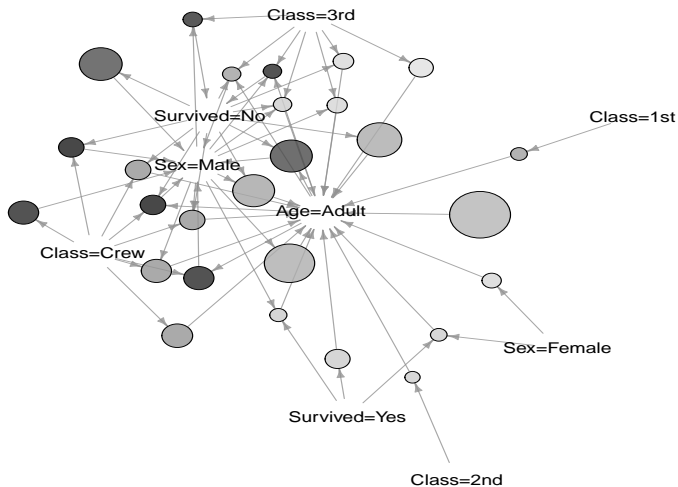 Class=3rd
Survived=No
Class=1st
Sex=Male
Age=Adult
Class=Crew
Sex=Female
Survived=Yes
Class=2nd